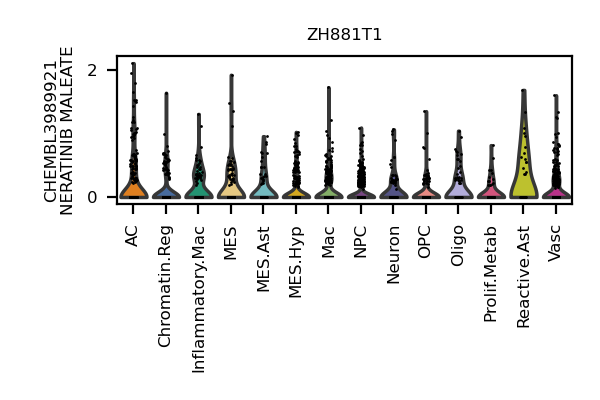 ZH881T1
CHEMBL3989921
NERATINIB MALEATE
2
0
AC
Chromatin.Reg
Inflammatory.Mac
MES
MES.Ast
MES.Hyp
Mac
NPC
Neuron
OPC
Oligo
Prolif.Metab
Reactive.Ast
Vasc